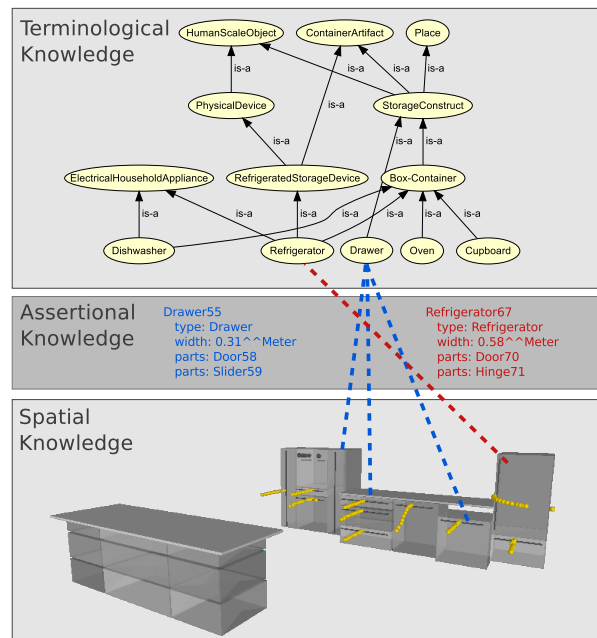 Terminological
Knowledge
HumanScaleObject
ContainerArtifact
Place
is-a
is-a
is-a
is-a
PhysicalDevice
StorageConstruct
is-a
is-a
is-a
is-a
ElectricalHouseholdAppliance
RefrigeratedStorageDevice
Box-Container
is-a
is-a
is-a
is-a
is-a
is-a
is-a
Dishwasher
Refrigerator
Drawer
Oven
Cupboard
Assertional
Knowledge
Drawer55
type: Drawer
width: 0.31^^Meter
parts: Door58
parts: Slider59
Refrigerator67
type: Refrigerator
width: 0.58^^Meter
parts: Door70
parts: Hinge71
Spatial
Knowledge